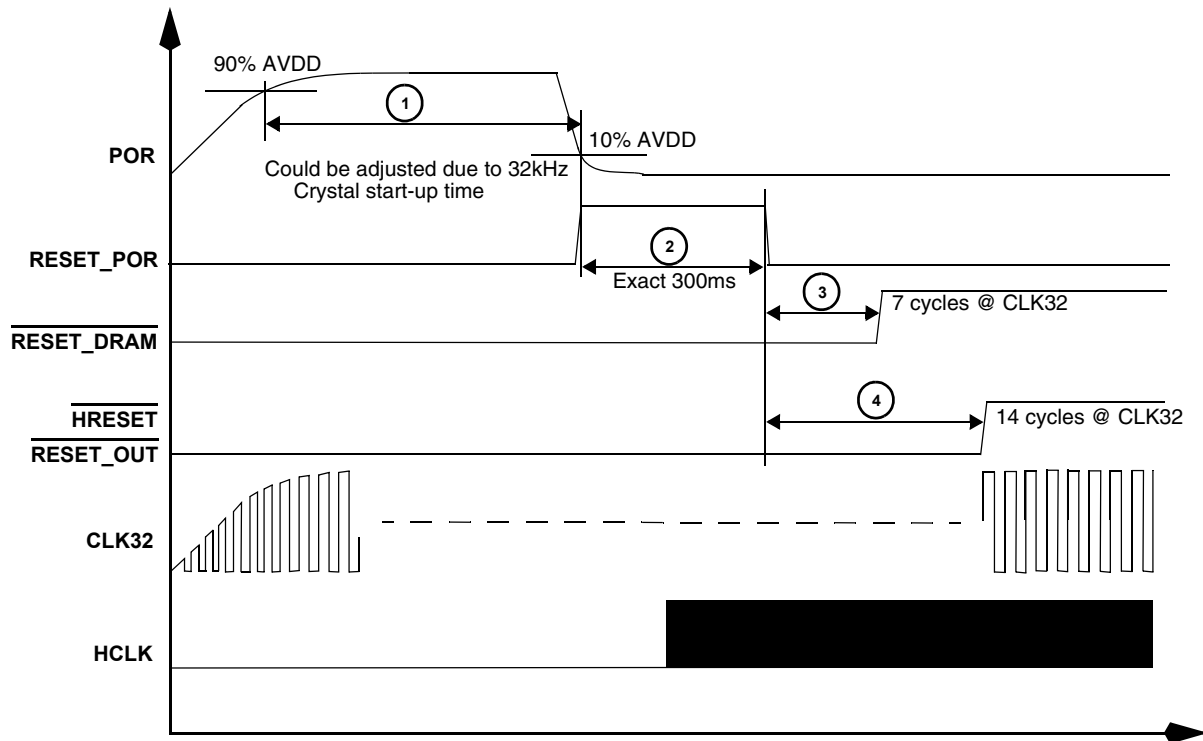 90% AVDD
1
10% AVDD
POR
Could be adjusted due to 32kHz
Crystal start-up time
RESET_POR
2
Exact 300ms
3
7 cycles @ CLK32
RESET_DRAM
HRESET
4
14 cycles @ CLK32
RESET_OUT
CLK32
HCLK